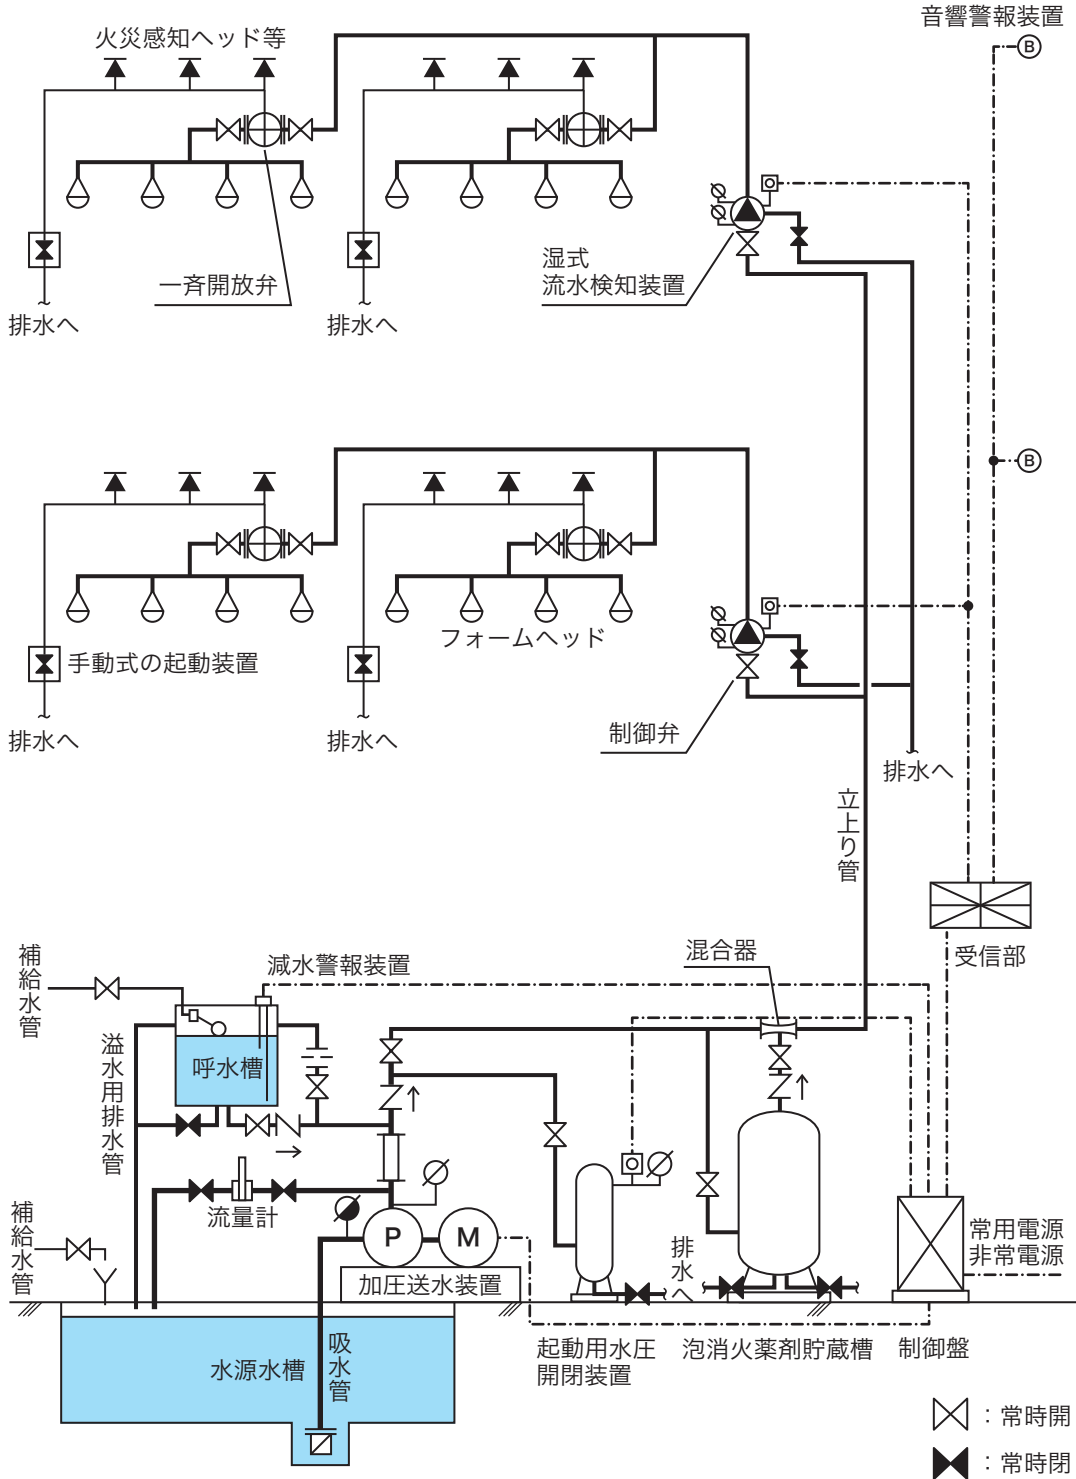 音響警報装置
B
火災感知ヘッド等
湿式
流水検知装置
一斉開放弁
排水へ
排水へ
B
フォームヘッド
手動式の起動装置
制御弁
排水へ
排水へ
排水へ
立上り管
受信部
混合器
減水警報装置
補給水管
溢水用排水管
呼水槽
流量計
補給水管
P
M
加圧送水装置
排水へ
常用電源
非常電源
水源水槽
吸水管
起動用水圧
開閉装置
泡消火薬剤貯蔵槽
制御盤
：常時開
：常時閉